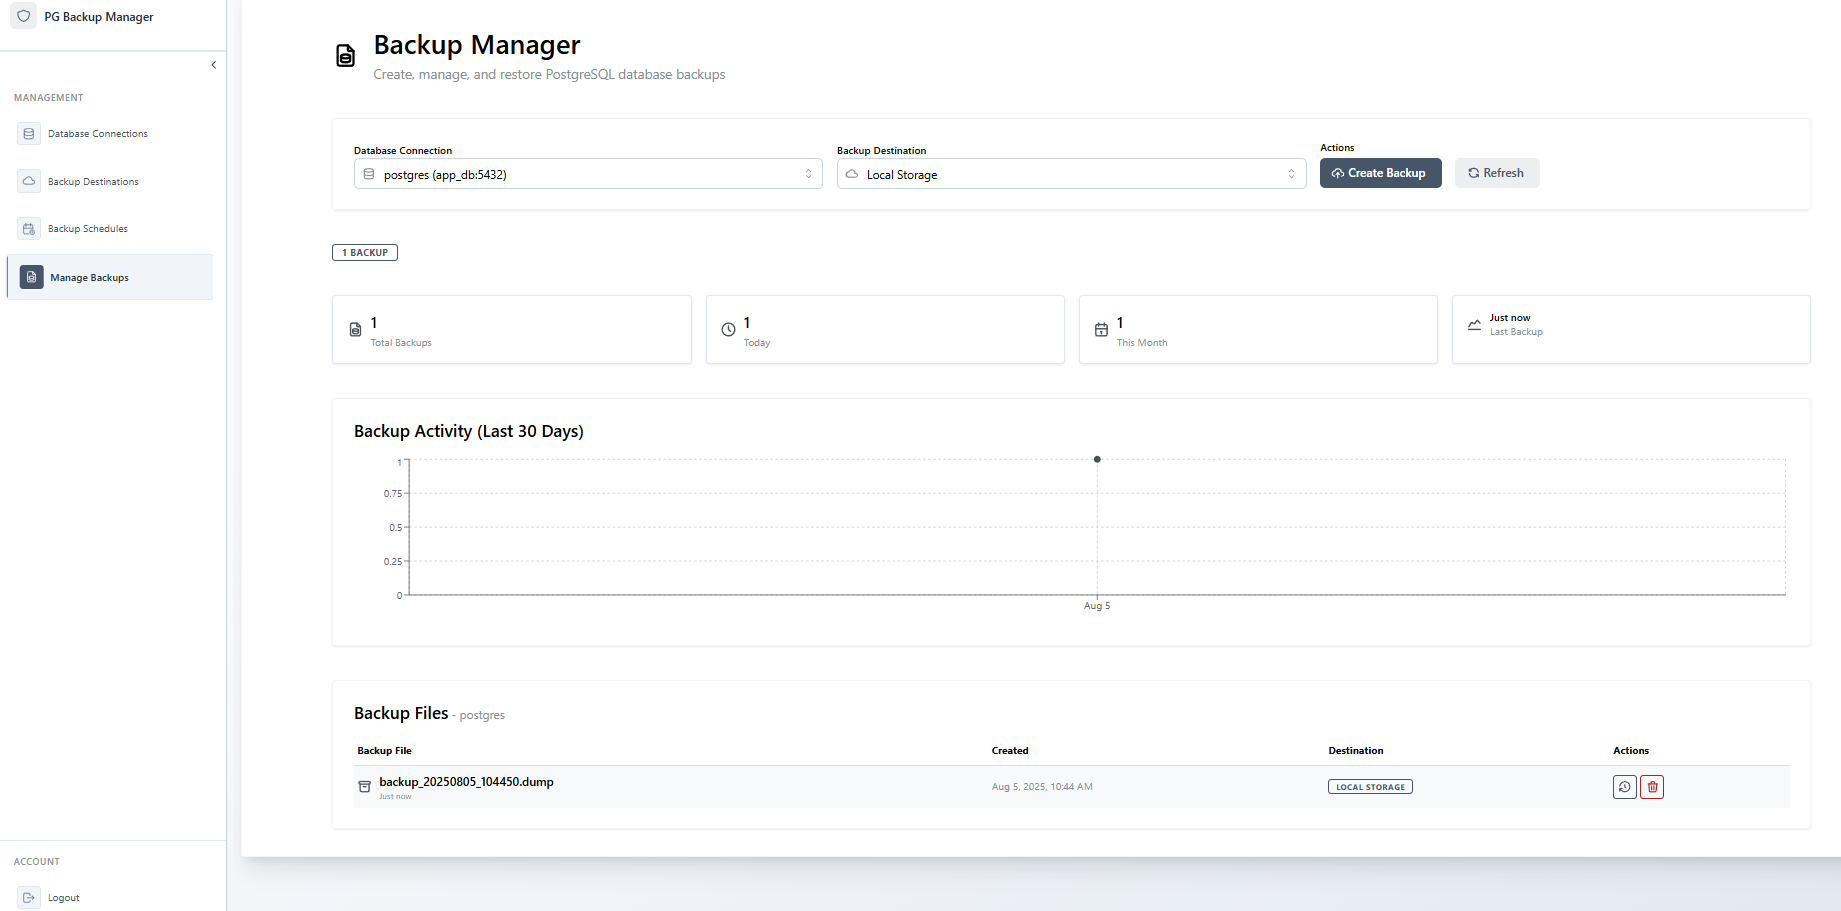 PG Backup Manager
MANAGEMENT
Database Connections
Backup Destinations
Backup Schedules
Manage Backups
ACCOUNT
Logout
Backup Manager
Create, manage, and restore PostgreSQL database backups
Database Connection
postgres (app_db:5432)
Backup Destination
Local Storage
Actions
Create Backup
Refresh
1 BACKUP
1
Total Backups
1
Today
1
This Month
Just now
Last Backup
Backup Activity (Last 30 Days)
1
0.75
0.5
0.25
0
Aug 5
Backup Files - postgres
Backup File Created Destination Actions
backup_20250805_104450.dump
Just now
Aug 5, 2025, 10:44 AM
LOCAL STORAGE